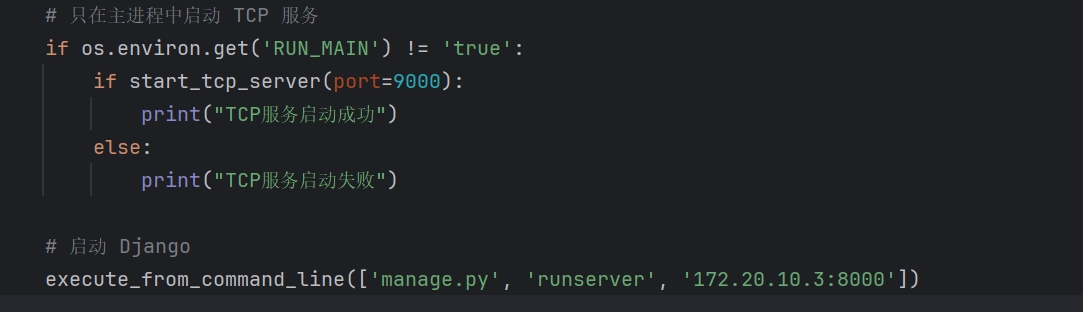 # 只在主进程中启动 TCP 服务
if os.environ.get('RUN_MAIN') != 'true':
    if start_tcp_server(port=9000):
        print("TCP服务启动成功")
    else:
        print("TCP服务启动失败")

# 启动 Django
execute_from_command_line(['manage.py', 'runserver', '172.20.10.3:8000'])